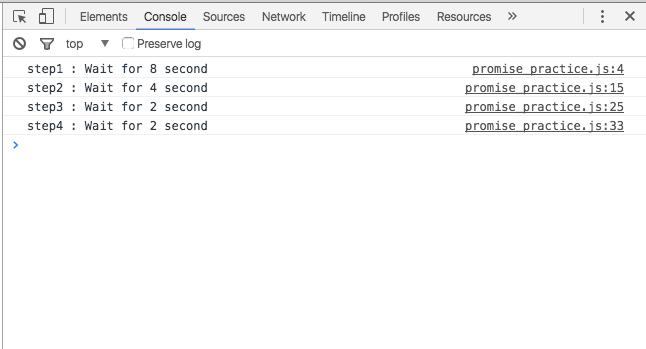 Elements Console Sources Network Timeline Profiles Resources »
top Preserve log
step1 : Wait for 8 second promise_practice.js:4
step2 : Wait for 4 second promise_practice.js:15
step3 : Wait for 2 second promise_practice.js:25
step4 : Wait for 2 second promise_practice.js:33